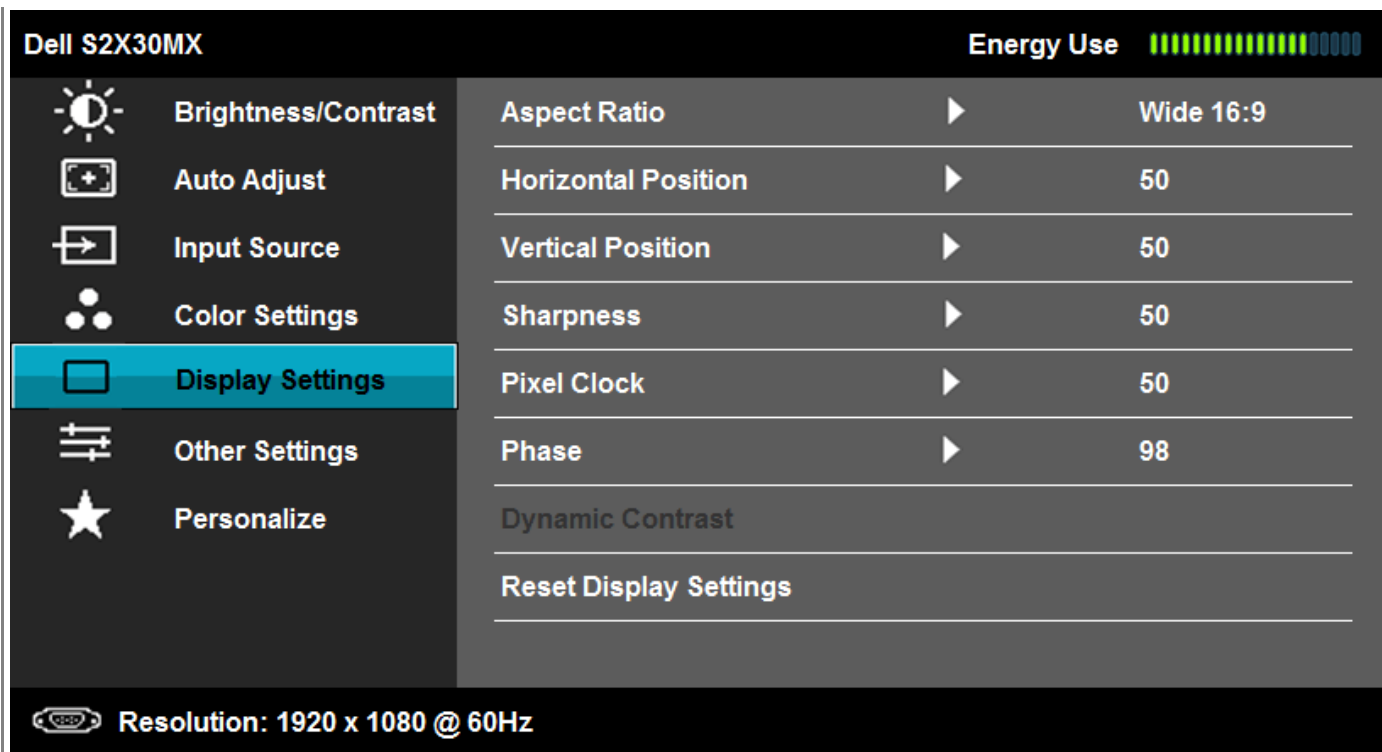 Dell S2X30MX Energy Use
Brightness/Contrast Aspect Ratio Wide 16:9
Auto Adjust Horizontal Position 50
Input Source Vertical Position 50
Color Settings Sharpness 50
Display Settings Pixel Clock 50
Other Settings Phase 98
Personalize Dynamic Contrast
Reset Display Settings
Resolution: 1920 x 1080 @ 60Hz